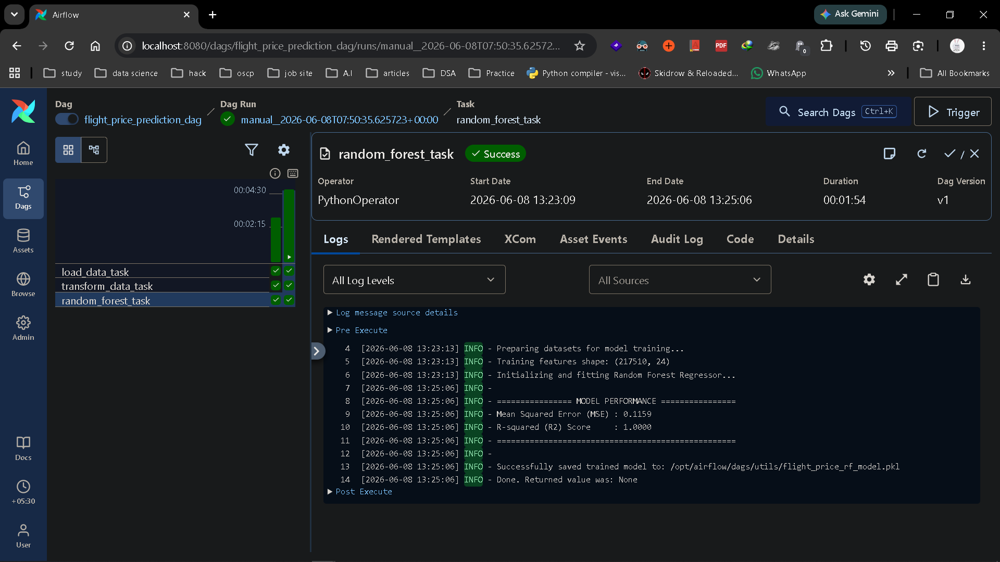 Airflow
Ask Gemini
localhost:8080/dags/flight_price_prediction_dag/runs/manual__2026-06-08T07:50:35.62572...
PDF
0
study
data science
hack
oscp
job site
A.I
articles
DSA
Practice
Python compiler - vis...
Skidrow & Reloaded...
WhatsApp
All Bookmarks
Dag
flight_price_prediction_dag
Dag Run
manual__2026-06-08T07:50:35.625723+00:00
Task
random_forest_task
Search Dags Ctrl+K
Trigger
Home
Dags
Assets
Browse
Admin
Docs
+05:30
User
00:04:30
00:02:15
load_data_task
transform_data_task
random_forest_task
random_forest_task
Success
Operator
Start Date
End Date
Duration
Dag Version
PythonOperator
2026-06-08 13:23:09
2026-06-08 13:25:06
00:01:54
v1
Logs
Rendered Templates
XCom
Asset Events
Audit Log
Code
Details
All Log Levels
All Sources
Log message source details
Pre Execute
4 [2026-06-08 13:23:13] INFO - Preparing datasets for model training...
5 [2026-06-08 13:23:13] INFO - Training features shape: (217510, 24)
6 [2026-06-08 13:23:13] INFO - Initializing and fitting Random Forest Regressor...
7 [2026-06-08 13:25:06] INFO -
8 [2026-06-08 13:25:06] INFO - ================ MODEL PERFORMANCE ================
9 [2026-06-08 13:25:06] INFO - Mean Squared Error (MSE) : 0.1159
10 [2026-06-08 13:25:06] INFO - R-squared (R2) Score     : 1.0000
11 [2026-06-08 13:25:06] INFO - ===================================================
12 [2026-06-08 13:25:06] INFO -
13 [2026-06-08 13:25:06] INFO - Successfully saved trained model to: /opt/airflow/dags/utils/flight_price_rf_model.pkl
14 [2026-06-08 13:25:06] INFO - Done. Returned value was: None
Post Execute